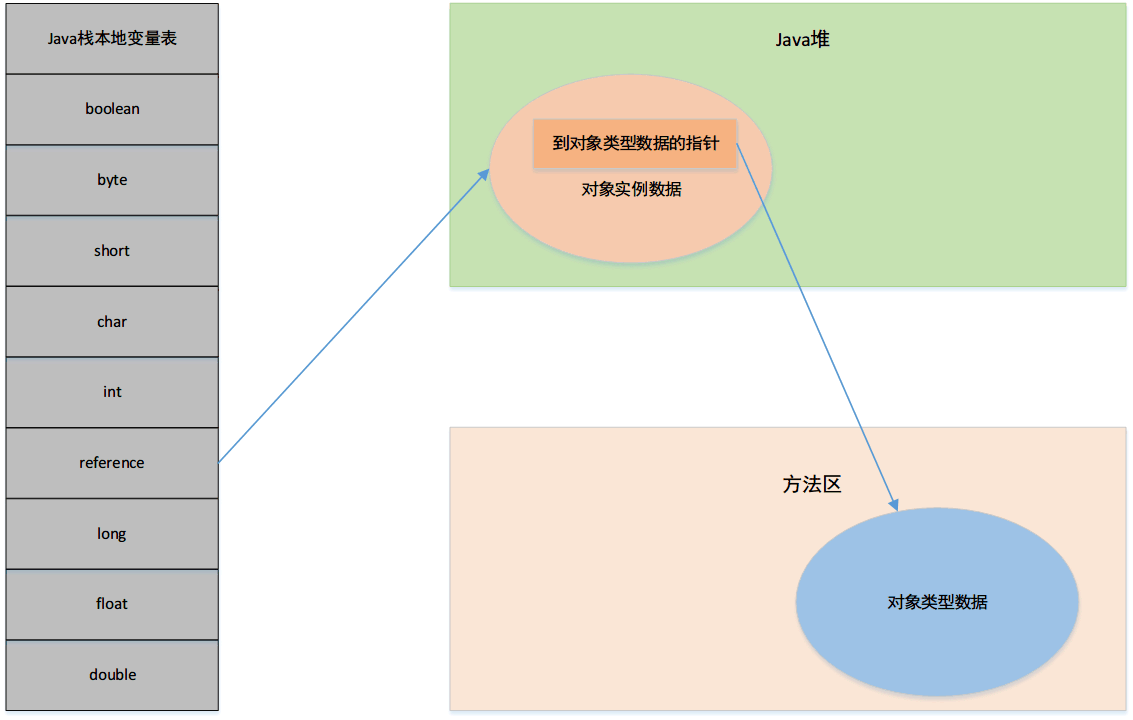 Java栈本地变量表
boolean
byte
short
char
int
reference
long
float
double
Java堆
到对象类型数据的指针
对象实例数据
方法区
对象类型数据